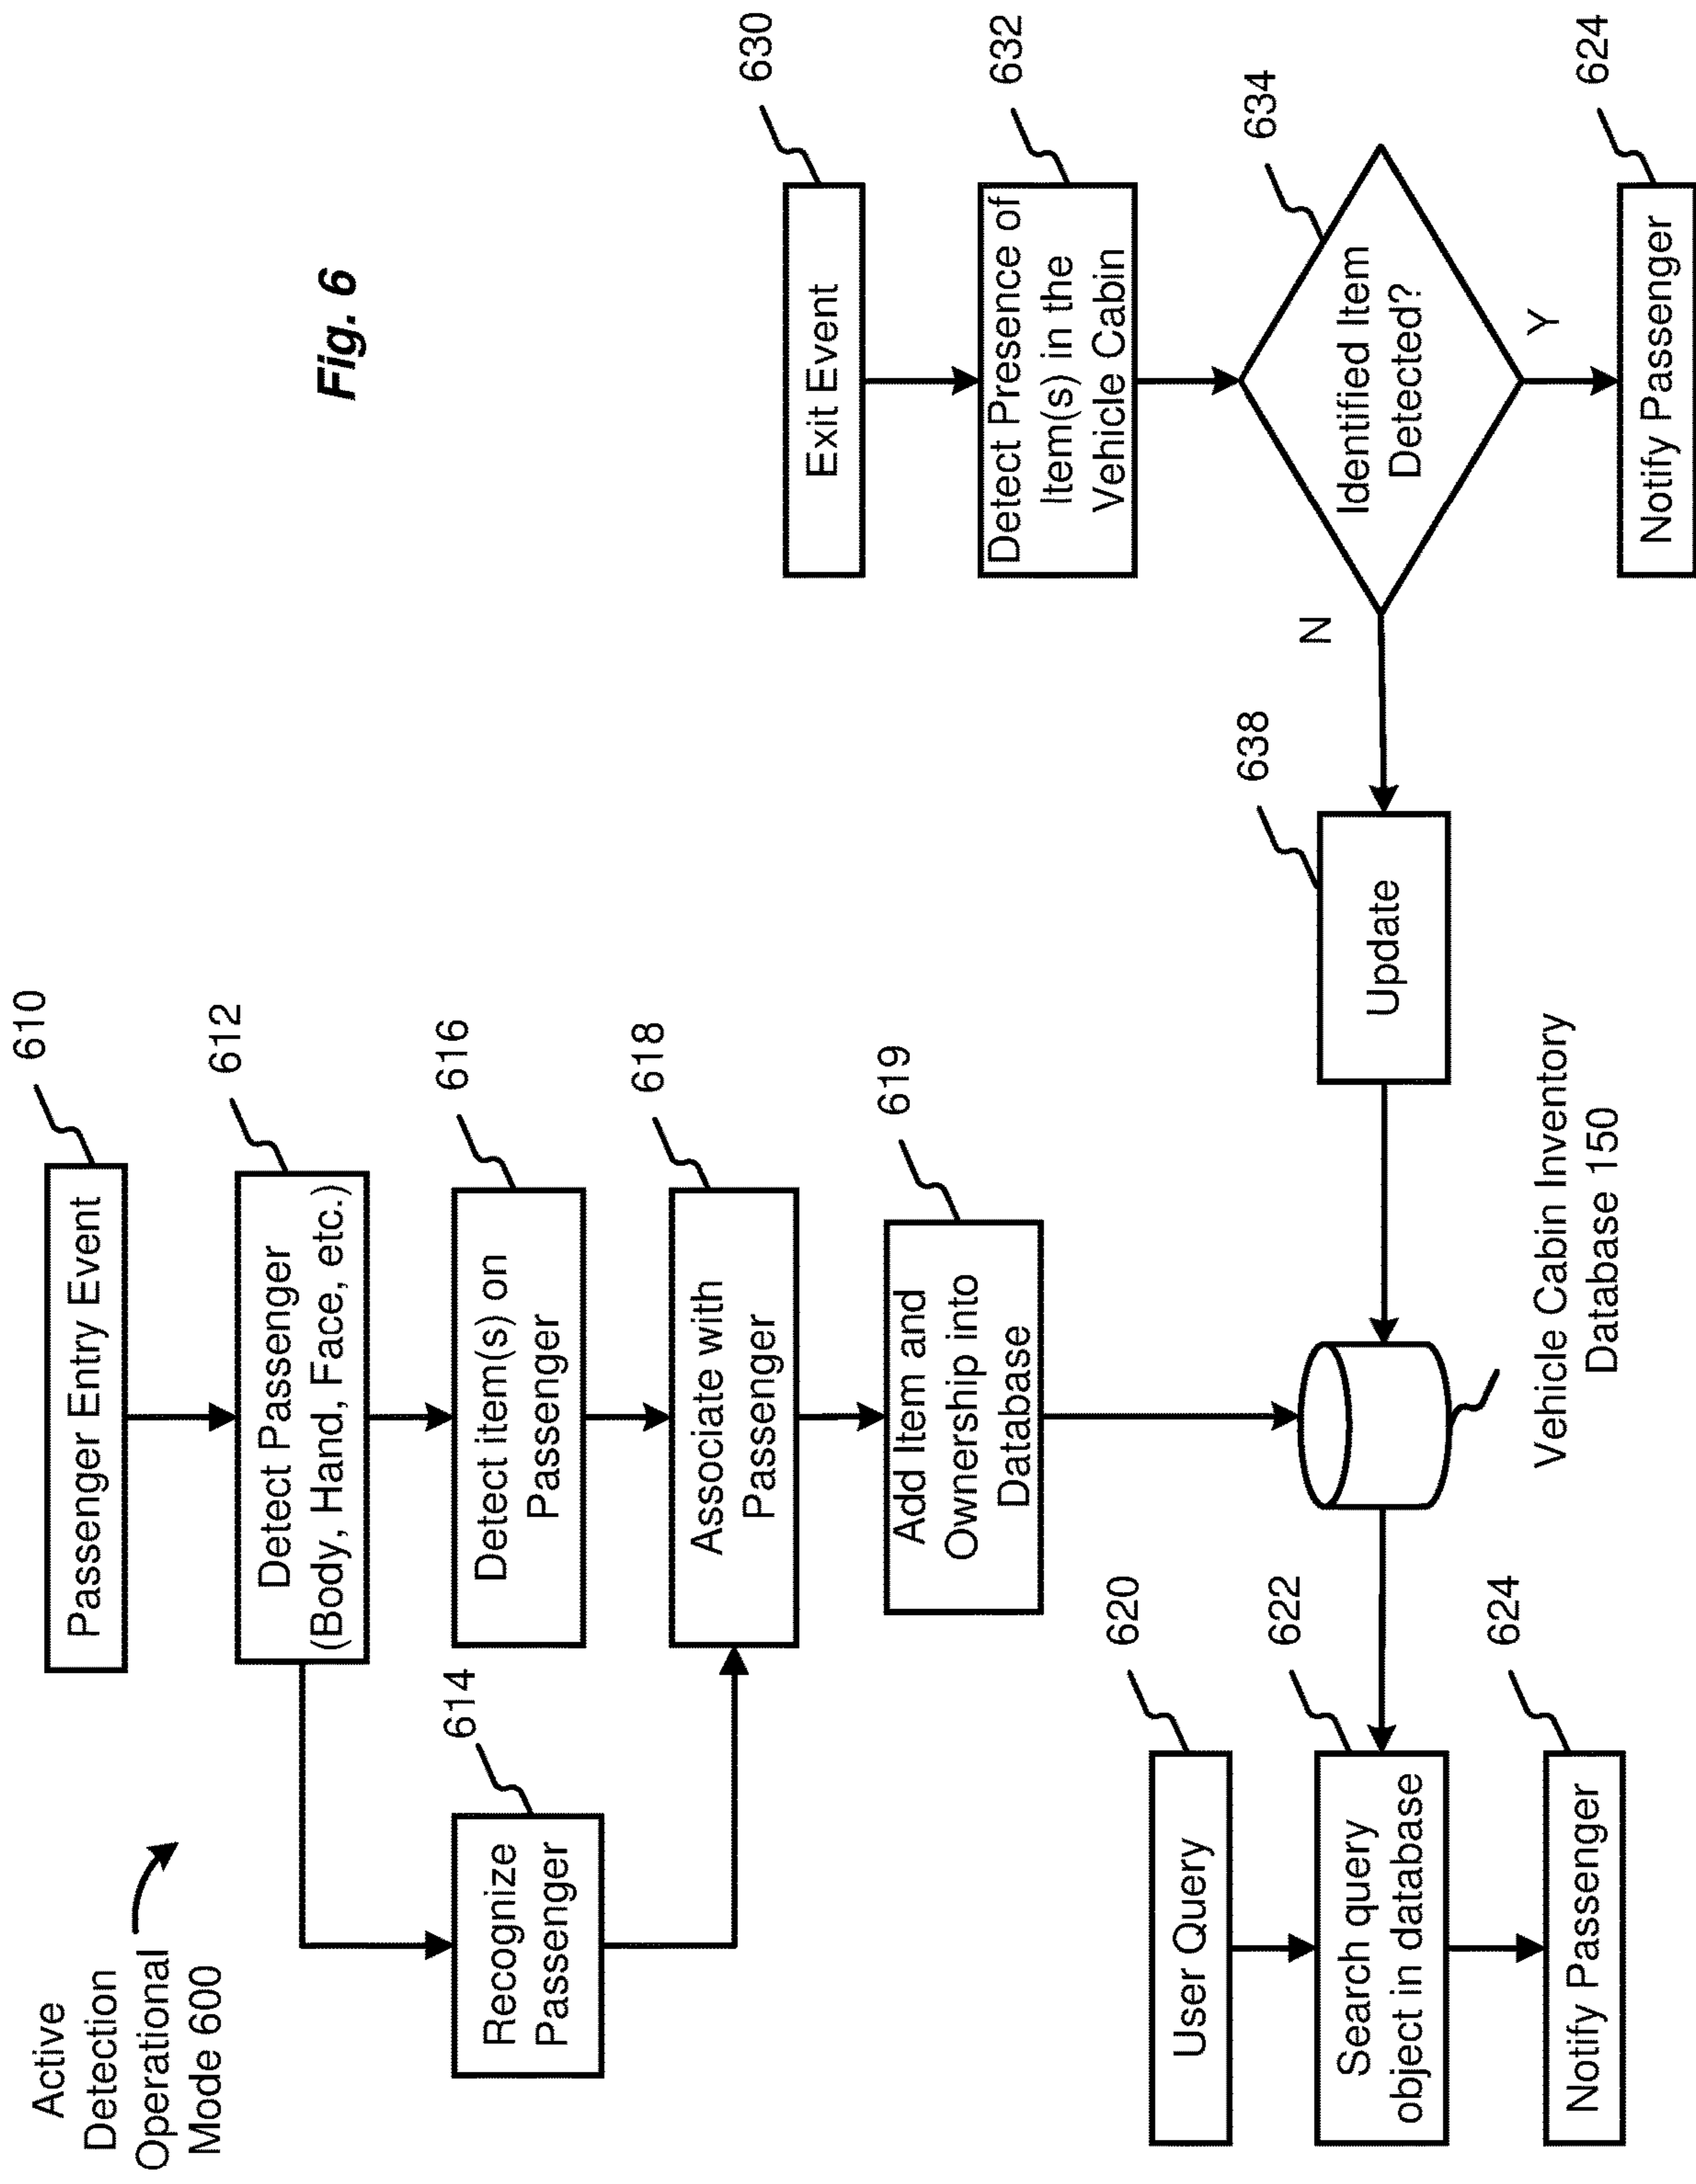 Active
Detection
Operational
Mode 600
Fig. 6
610
Passenger Entry Event
612
Detect Passenger
(Body, Hand, Face, etc.)
614
Recognize
Passenger
616
Detect item(s) on
Passenger
618
Associate with
Passenger
619
Add Item and
Ownership into
Database
620
User Query
622
Search query
object in database
624
Notify Passenger
Vehicle Cabin Inventory
Database 150
638
Update
630
Exit Event
632
Detect Presence of
Item(s) in the
Vehicle Cabin
634
Identified Item
Detected?
N
Y
624
Notify Passenger